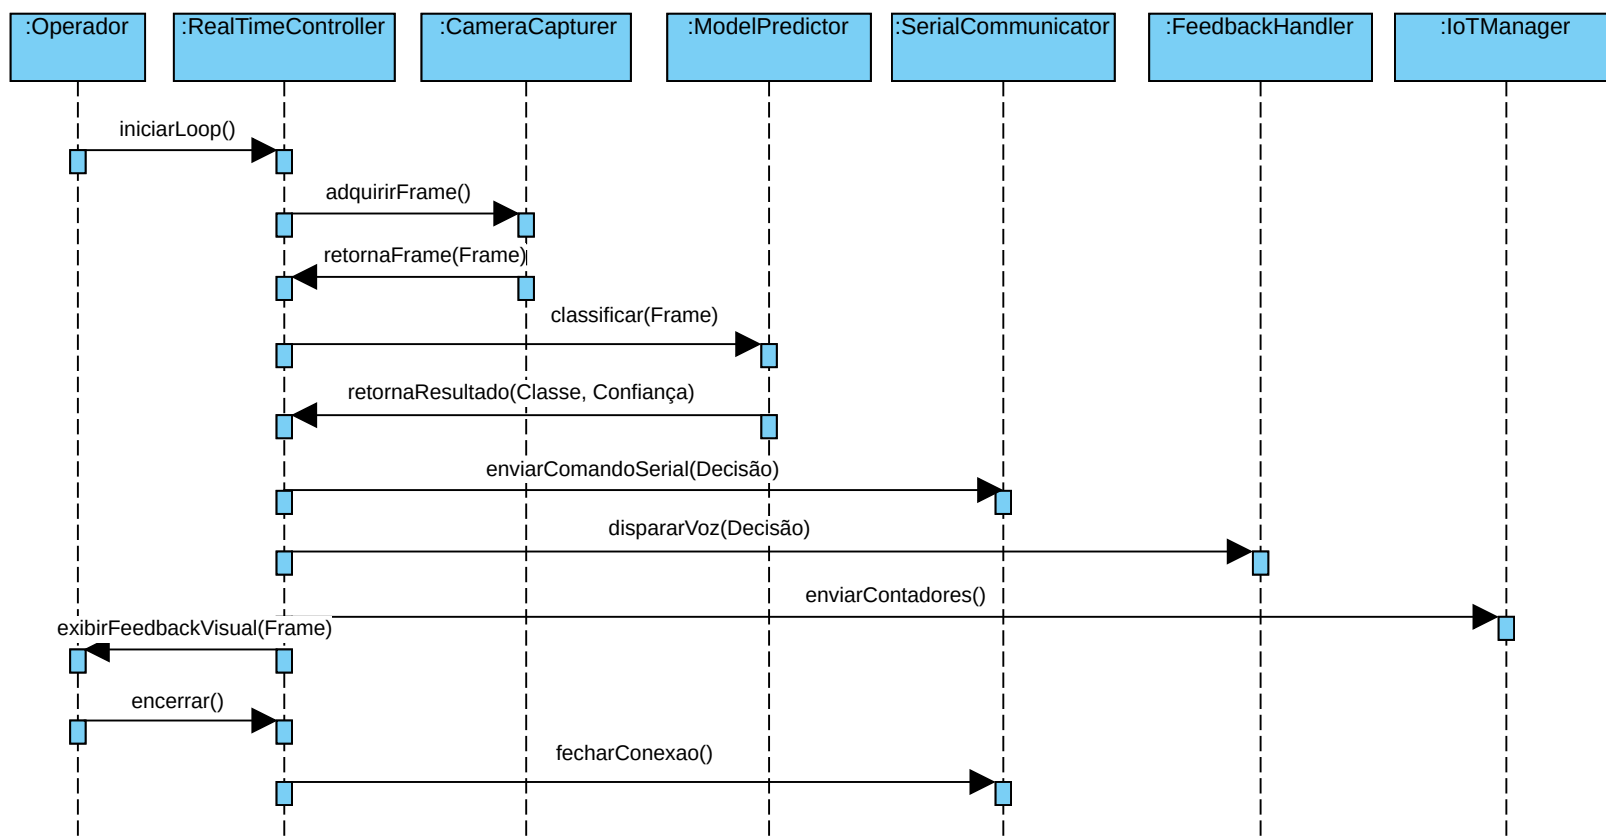 :Operador
:RealTimeController
:CameraCapturer
:ModelPredictor
:SerialCommunicator
:FeedbackHandler
:IoTManager
iniciarLoop()
adquirirFrame()
retornaFrame(Frame)
classificar(Frame)
retornaResultado(Classe, Confiança)
enviarComandoSerial(Decisão)
dispararVoz(Decisão)
enviarContadores()
exibirFeedbackVisual(Frame)
encerrar()
fecharConexao()